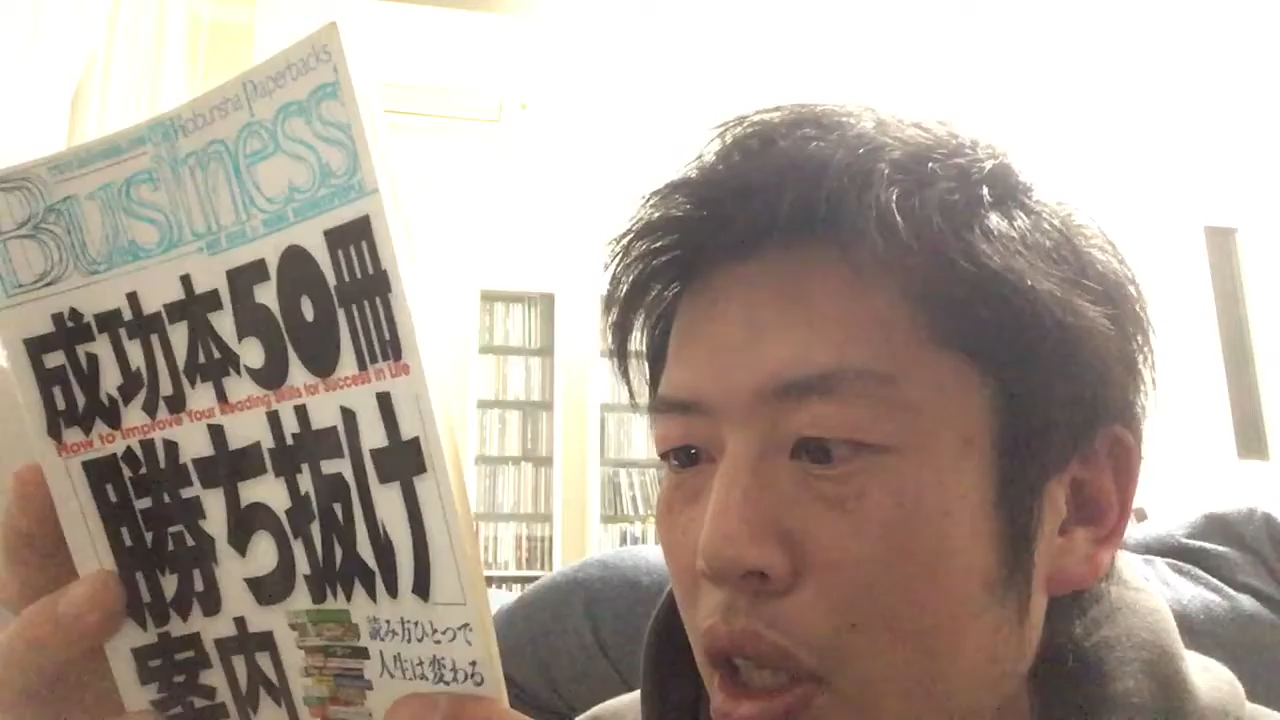 Kobunsha Paperbacks
Business
成功本50冊
How to Improve Your Reading Skills for Success in Life
勝ち抜け
案内
読み方ひとつで
人生は変わる